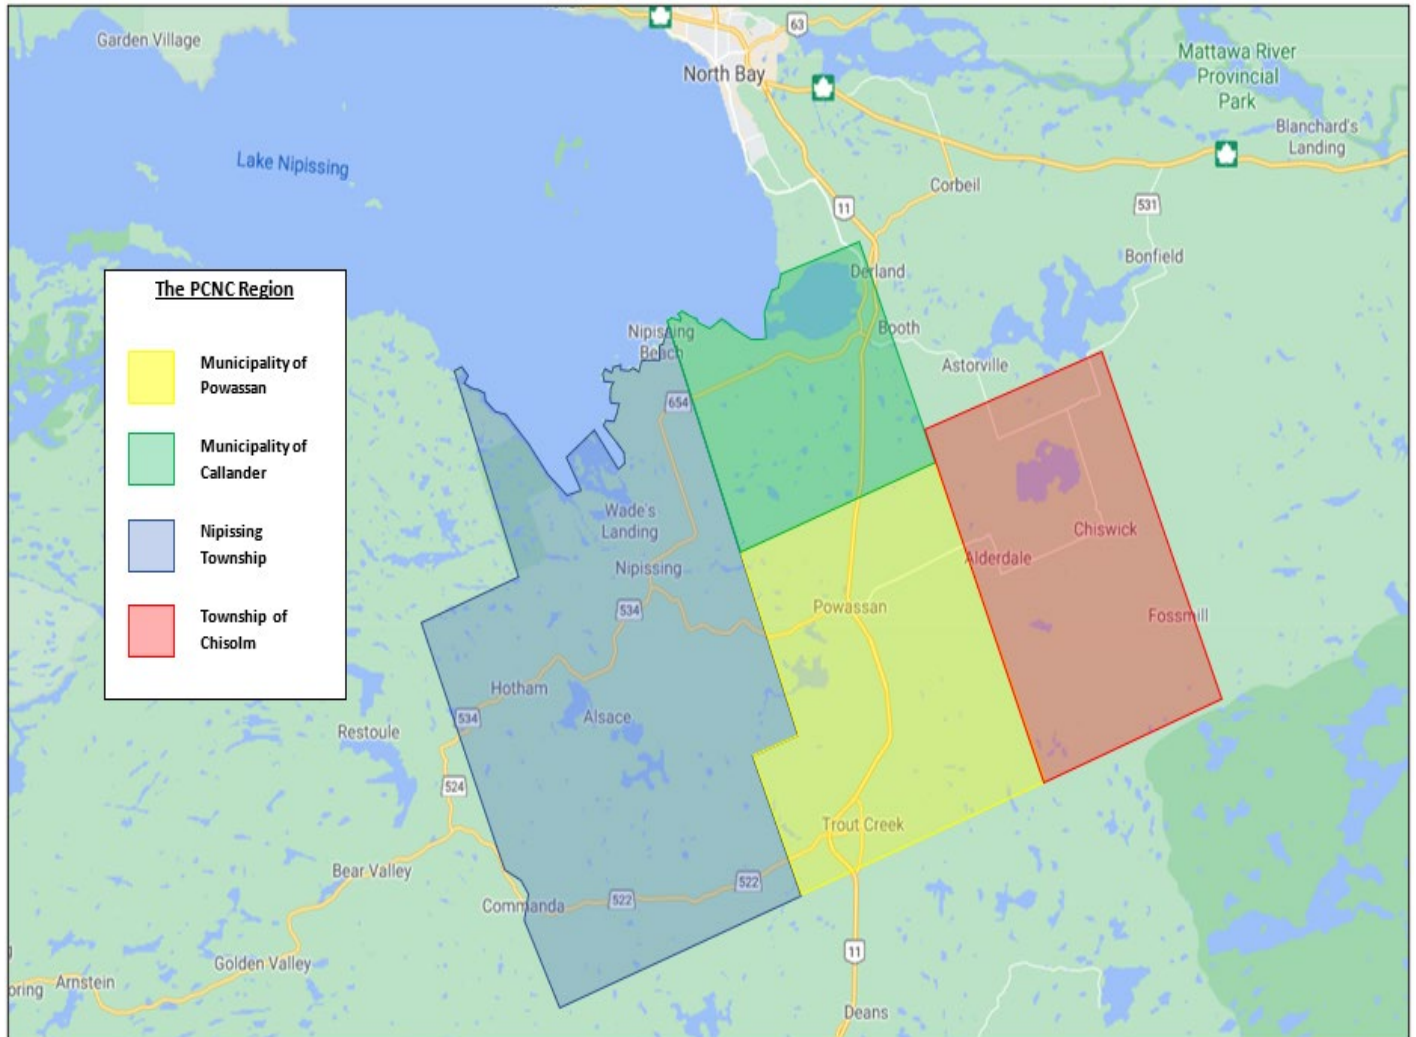 Garden Village
63
North Bay
Mattawa River
Provincial
Park
Blanchard's
Landing
Lake Nipissing
Corbeil
11
531
Bonfield
Derland
The PCNC Region
Municipality of
Powassan
Municipality of
Callander
Nipissing
Township
Township of
Chisolm
Nipissing
Beach
Booth
Astorville
654
Wade's
Landing
Nipissing
534
Chiswick
Alderdale
Powassan
Fossmill
Hotham
534
Alsace
Restoule
524
Trout Creek
Bear Valley
522
522
Commanda
11
Golden Valley
Arnstein
oring
Deans